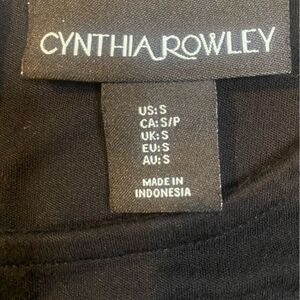 CYNTHIA ROWLEY
US: S
CA: S/P
UK: S
EU: S
AU: S
MADE IN
INDONESIA